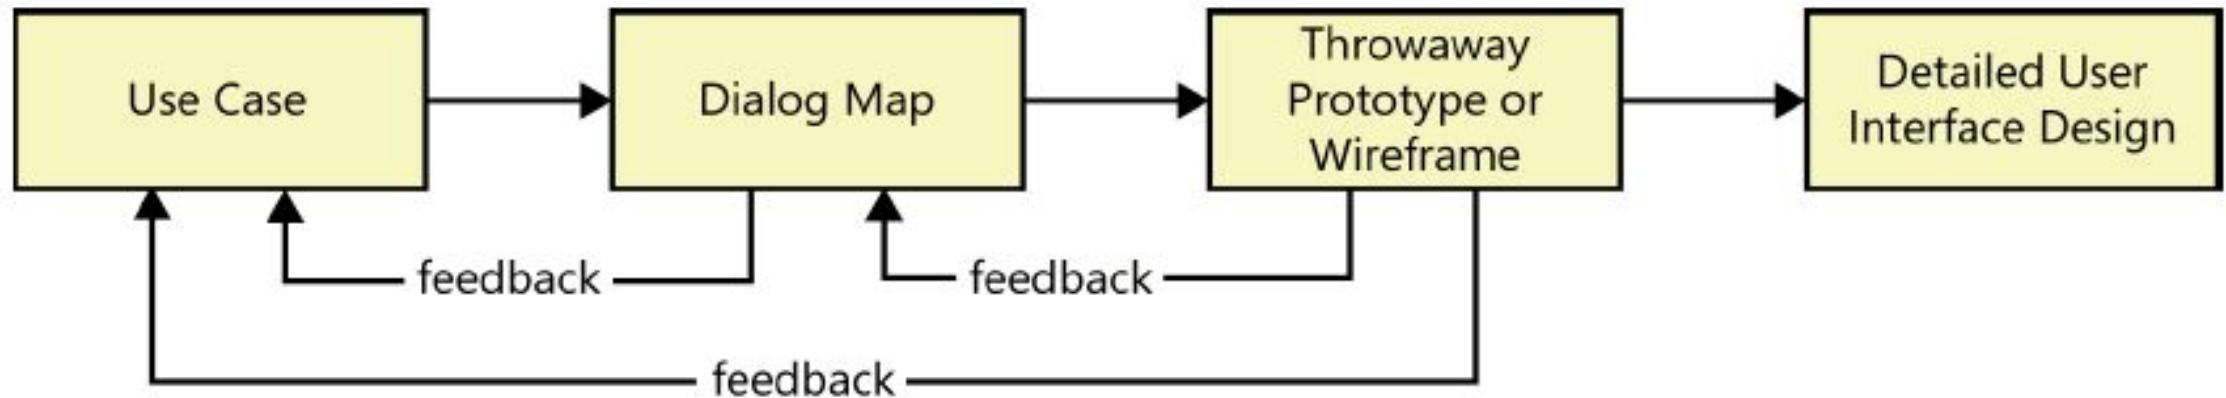 Use Case
Dialog Map
Throwaway
Prototype or
Wireframe
Detailed User
Interface Design
feedback
feedback
feedback